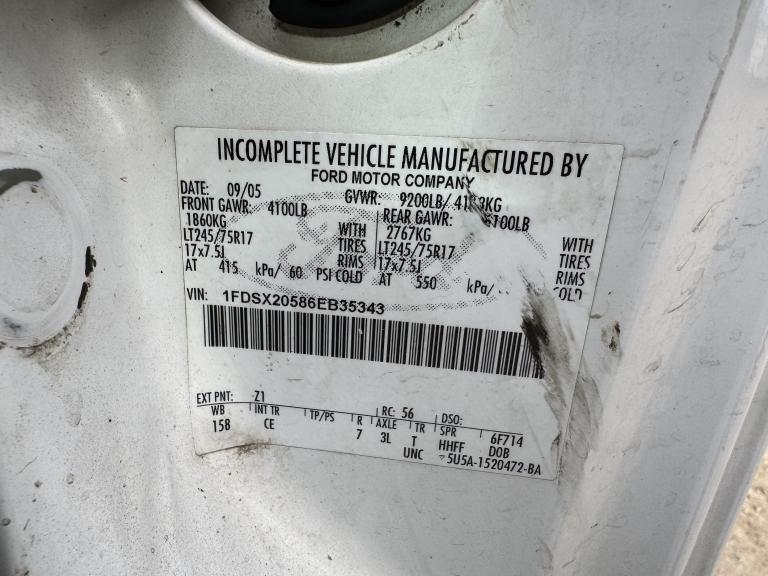 INCOMPLETE VEHICLE MANUFACTURED BY
FORD MOTOR COMPANY
DATE: 09/05 GVWR: 9200LB/
FRONT GAWR: 4100LB REAR GAWR:
1860KG WITH 2767KG WITH
LT245/75R17 TIRES LT245/75R17 TIRES
17x7.5J RIMS 17x7.5J RIMS
AT 415 kPa/ 60 PSI COLD AT 550 kPa/
VIN: 1FDSX20586EB35343
EXT PNT: Z1 RC: 56 DSO:
WB INT TR TP/PS R AXLE TR SPR 6F714
158 CE 7 3L T HHFF DOB
UNC 5U5A-1520472-BA